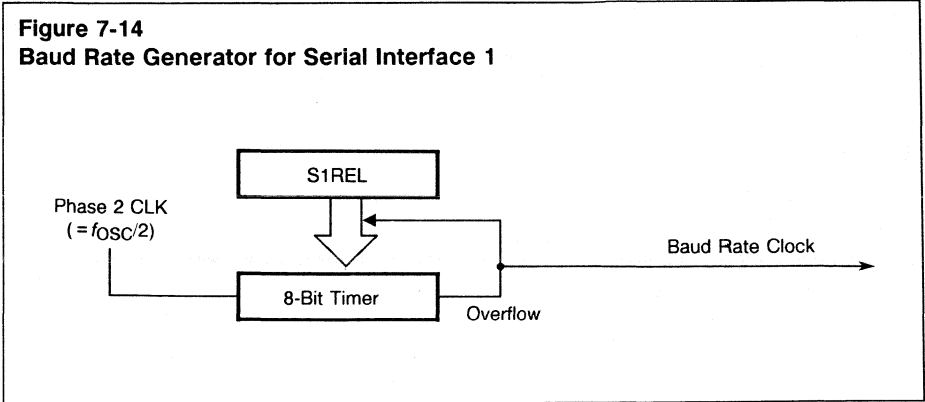 Figure 7-14
Baud Rate Generator for Serial Interface 1
S1REL
Phase 2 CLK
(=fOSC/2)
Baud Rate Clock
8-Bit Timer
Overflow